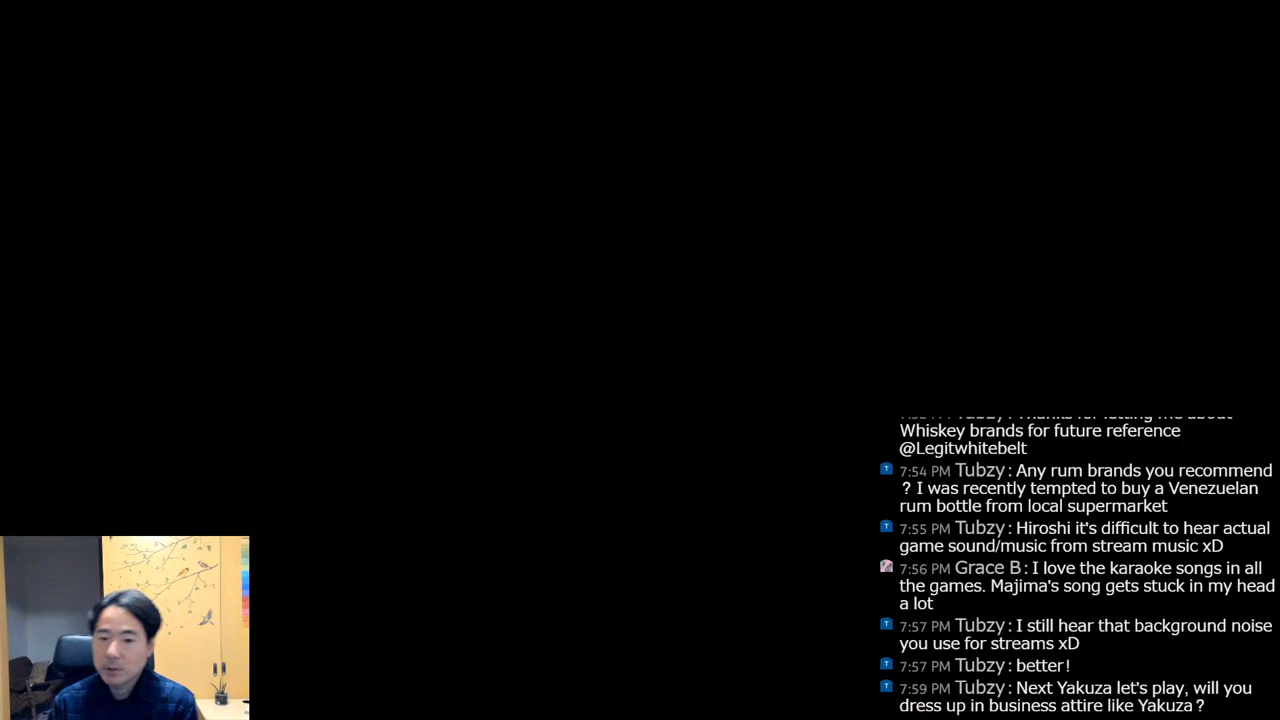 Whiskey brands for future reference
@Legitwhitebelt
T 7:54 PM Tubzy: Any rum brands you recommend
? I was recently tempted to buy a Venezuelan
rum bottle from local supermarket
T 7:55 PM Tubzy: Hiroshi it's difficult to hear actual
game sound/music from stream music xD
7:56 PM Grace B: I love the karaoke songs in all
the games. Majima's song gets stuck in my head
a lot
T 7:57 PM Tubzy: I still hear that background noise
you use for streams xD
T 7:57 PM Tubzy: better!
T 7:59 PM Tubzy: Next Yakuza let's play, will you
dress up in business attire like Yakuza?